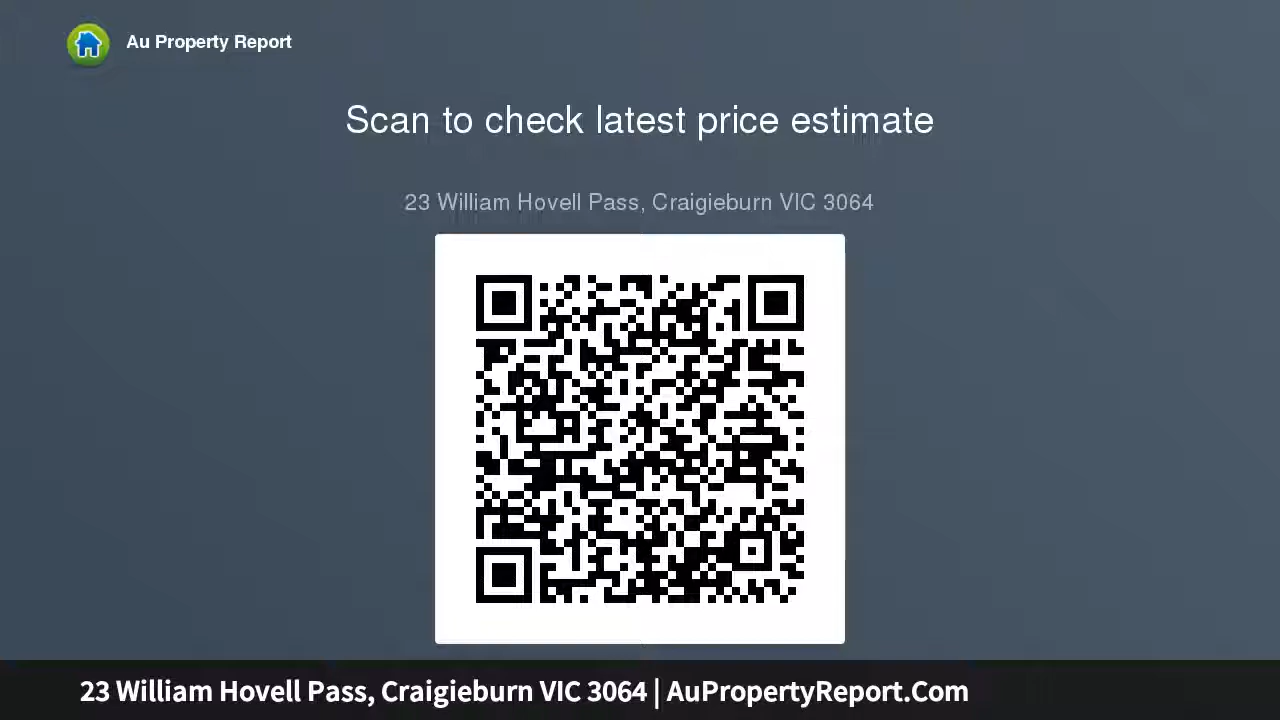 Au Property Report
Scan to check latest price estimate
23 William Hovell Pass, Craigieburn VIC 3064
23 William Hovell Pass, Craigieburn VIC 3064 | AuPropertyReport.Com